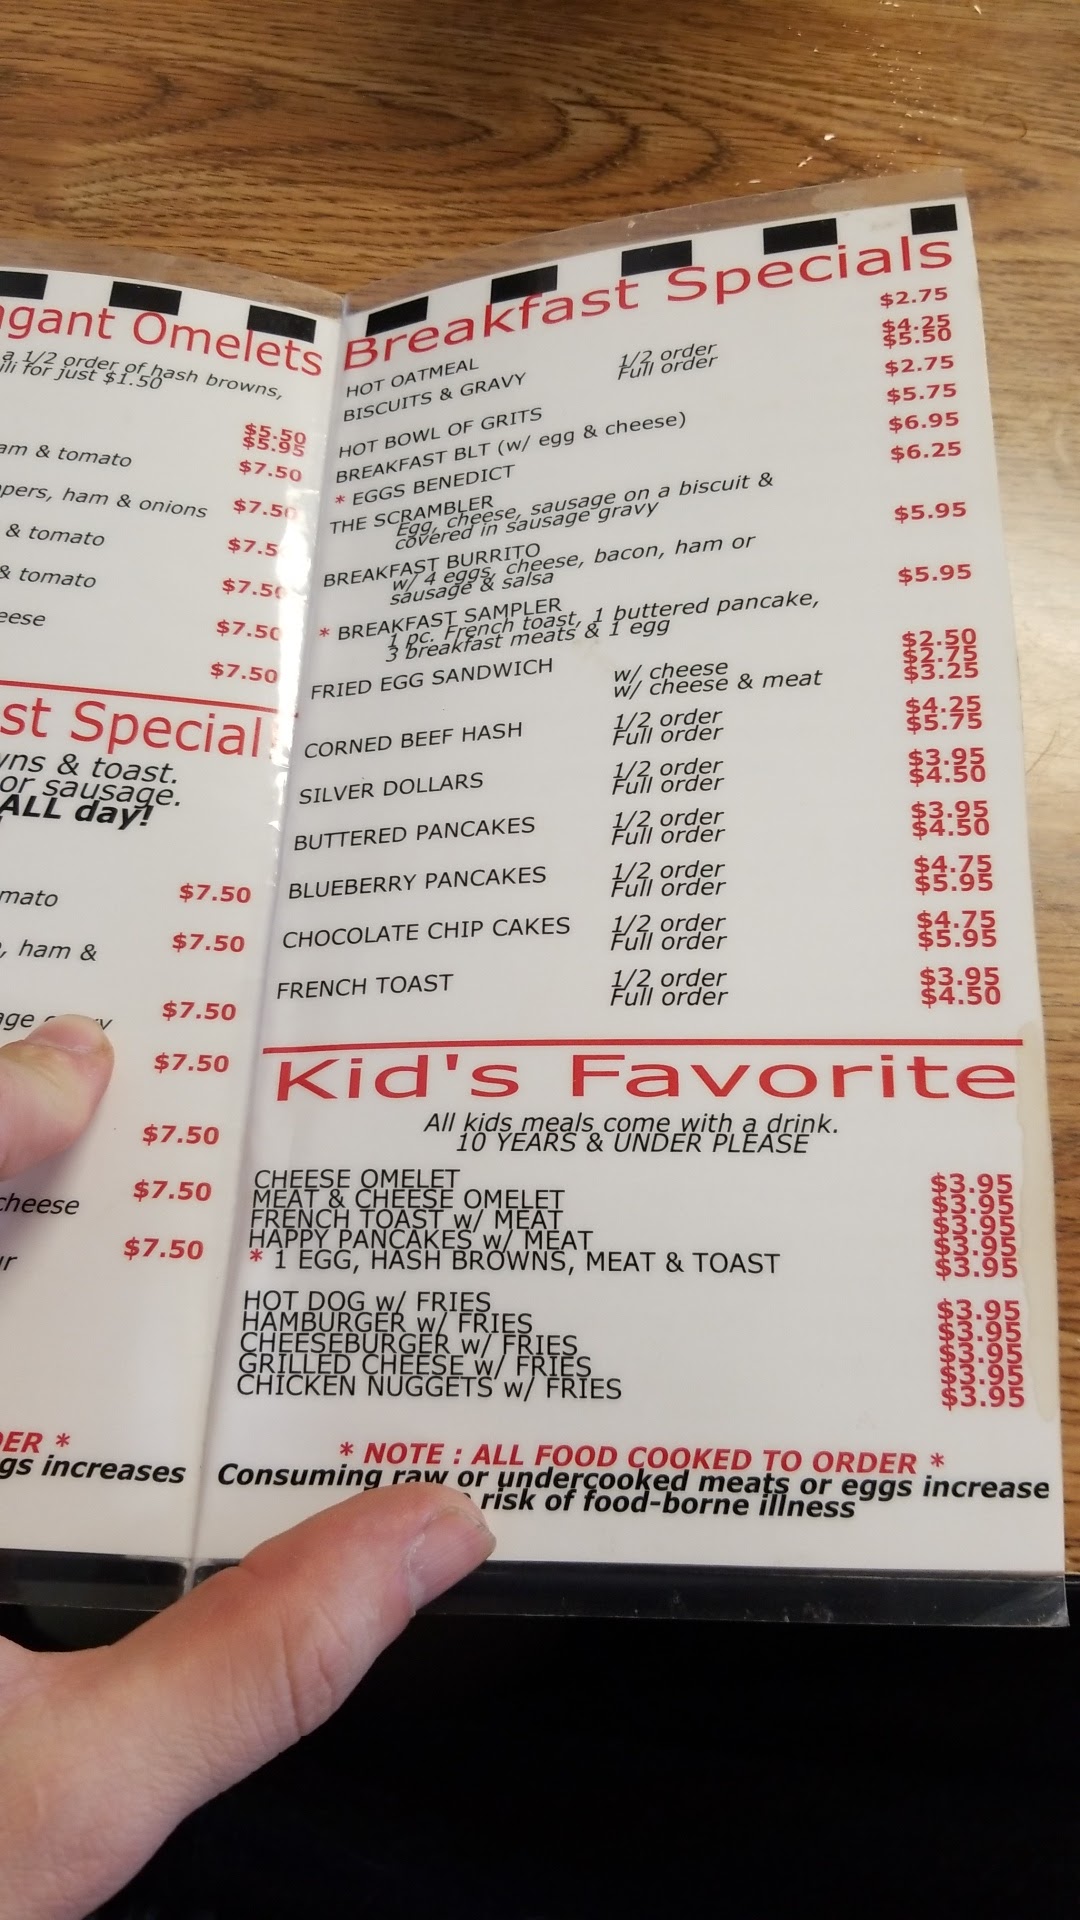 Omelets
a 1/2 order of hash browns,
for just $1.50
$5.50
$5.95
& tomato $7.50
ham & onions $7.50
& tomato
& tomato $7.50
$7.50
$7.50
Special
& toast.
or sausage.
ALL day!
$7.50
ham & $7.50
$7.50
$7.50
$7.50
cheese $7.50
$7.50
*
increases
Breakfast Specials
HOT OATMEAL $2.75
BISCUITS & GRAVY 1/2 order $4.25
Full order $5.50
HOT BOWL OF GRITS $2.75
BREAKFAST BLT (w/ egg & cheese) $5.75
* EGGS BENEDICT $6.95
THE SCRAMBLER $6.25
Egg, cheese, sausage on a biscuit &
covered in sausage gravy
BREAKFAST BURRITO $5.95
w/ 4 eggs, cheese, bacon, ham or
sausage & salsa
* BREAKFAST SAMPLER $5.95
1 pc. French toast, 1 buttered pancake,
3 breakfast meats & 1 egg
FRIED EGG SANDWICH $2.50
w/ cheese $2.75
w/ cheese & meat $3.25
CORNED BEEF HASH 1/2 order $4.25
Full order $5.75
SILVER DOLLARS 1/2 order $3.95
Full order $4.50
BUTTERED PANCAKES 1/2 order $3.95
Full order $4.50
BLUEBERRY PANCAKES 1/2 order $4.75
Full order $5.95
CHOCOLATE CHIP CAKES 1/2 order $4.75
Full order $5.95
FRENCH TOAST 1/2 order $3.95
Full order $4.50
Kid's Favorite
All kids meals come with a drink.
10 YEARS & UNDER PLEASE
CHEESE OMELET $3.95
MEAT & CHEESE OMELET $3.95
FRENCH TOAST w/ MEAT $3.95
HAPPY PANCAKES w/ MEAT $3.95
* 1 EGG, HASH BROWNS, MEAT & TOAST $3.95
HOT DOG w/ FRIES $3.95
HAMBURGER w/ FRIES $3.95
CHEESEBURGER w/ FRIES $3.95
GRILLED CHEESE w/ FRIES $3.95
CHICKEN NUGGETS w/ FRIES $3.95
* NOTE : ALL FOOD COOKED TO ORDER *
Consuming raw or undercooked meats or eggs increase
risk of food-borne illness